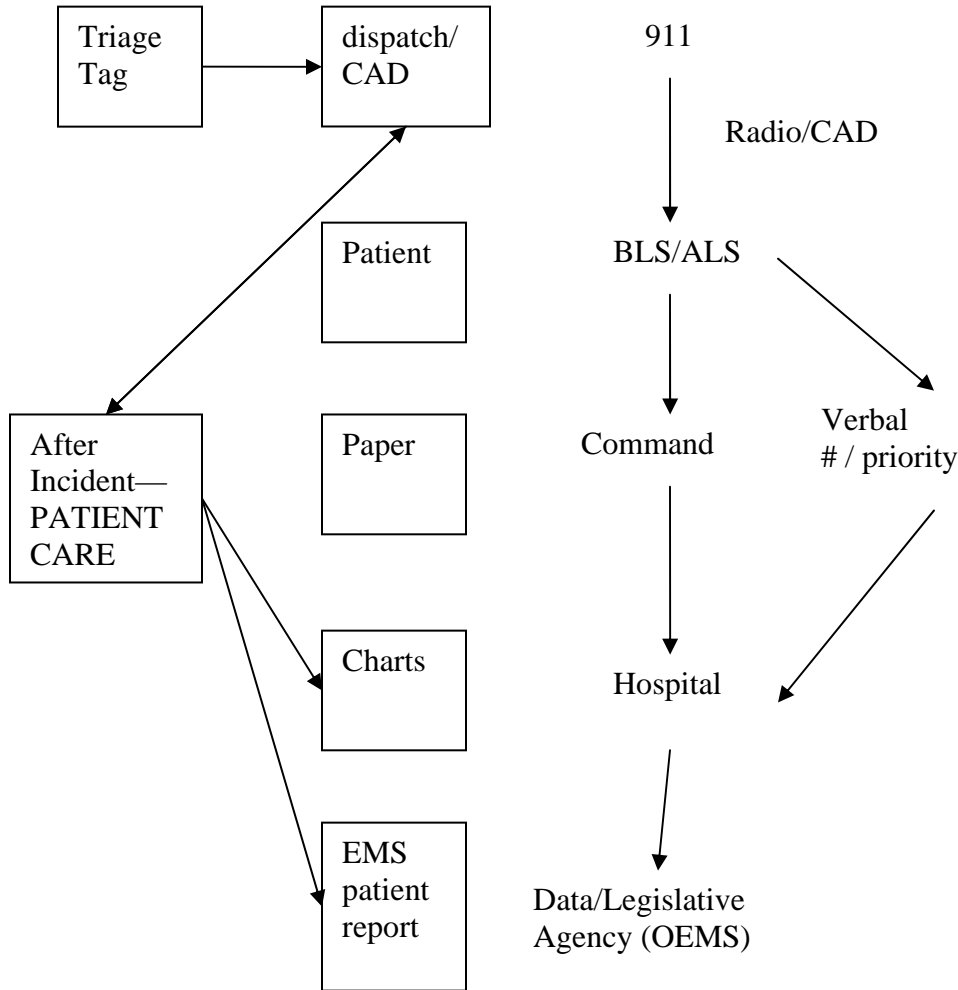 Triage
Tag
dispatch/
CAD
911
Radio/CAD
Patient
BLS/ALS
After
Incident—
PATIENT
CARE
Paper
Command
Verbal
# / priority
Charts
Hospital
EMS
patient
report
Data/Legislative
Agency (OEMS)